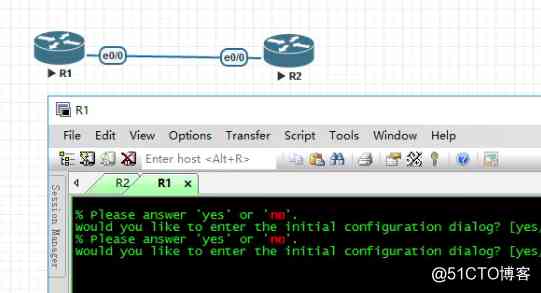 e0/0
e0/0
R1
R2
R1
File Edit View Options Transfer Script Tools Window Help
Enter host <Alt+R>
Session Manager
R2 R1 ×
% Please answer 'yes' or 'no'.
Would you like to enter the initial configuration dialog? [yes/
% Please answer 'yes' or 'no'.
Would you like to enter the initial configuration dialog? [yes/
@51CTO博客